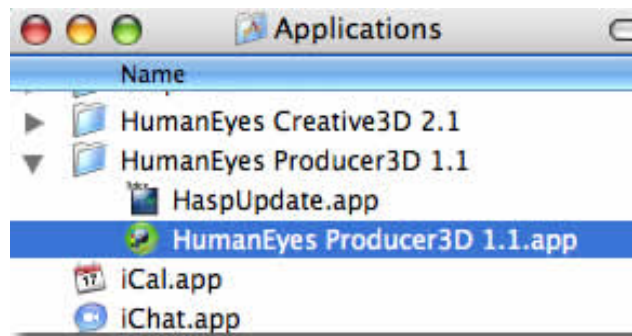 Applications
Name
HumanEyes Creative3D 2.1
HumanEyes Producer3D 1.1
HaspUpdate.app
HumanEyes Producer3D 1.1.app
17
iCal.app
iChat.app